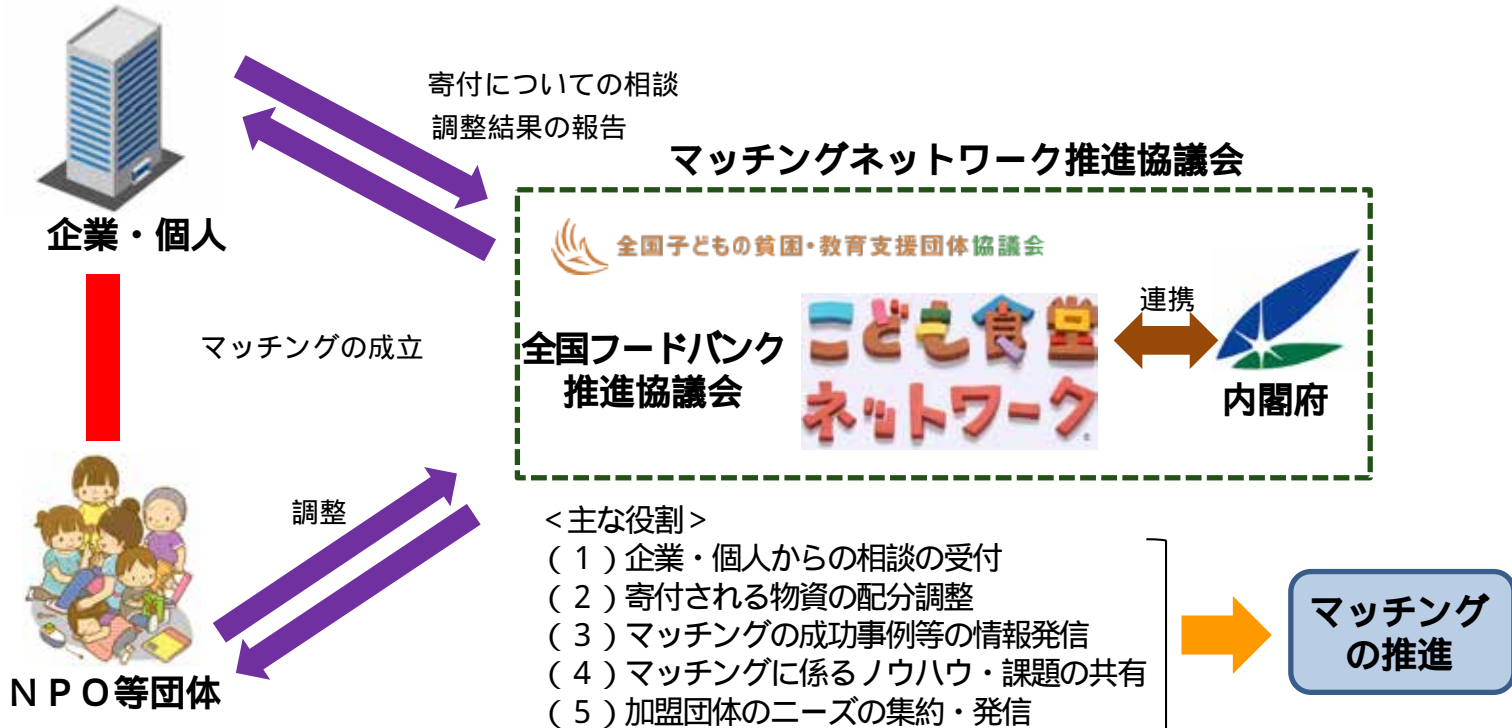 寄付についての相談
調整結果の報告
マッチングネットワーク推進協議会
企業・個人
全国子どもの貧困・教育支援団体協議会
マッチングの成立
全国フードバンク
推進協議会
こども食堂
ネットワーク
連携
内閣府
調整
NPO等団体
<主な役割>
(1)企業・個人からの相談の受付
(2)寄付される物資の配分調整
(3)マッチングの成功事例等の情報発信
(4)マッチングに係るノウハウ・課題の共有
(5)加盟団体のニーズの集約・発信
マッチング
の推進